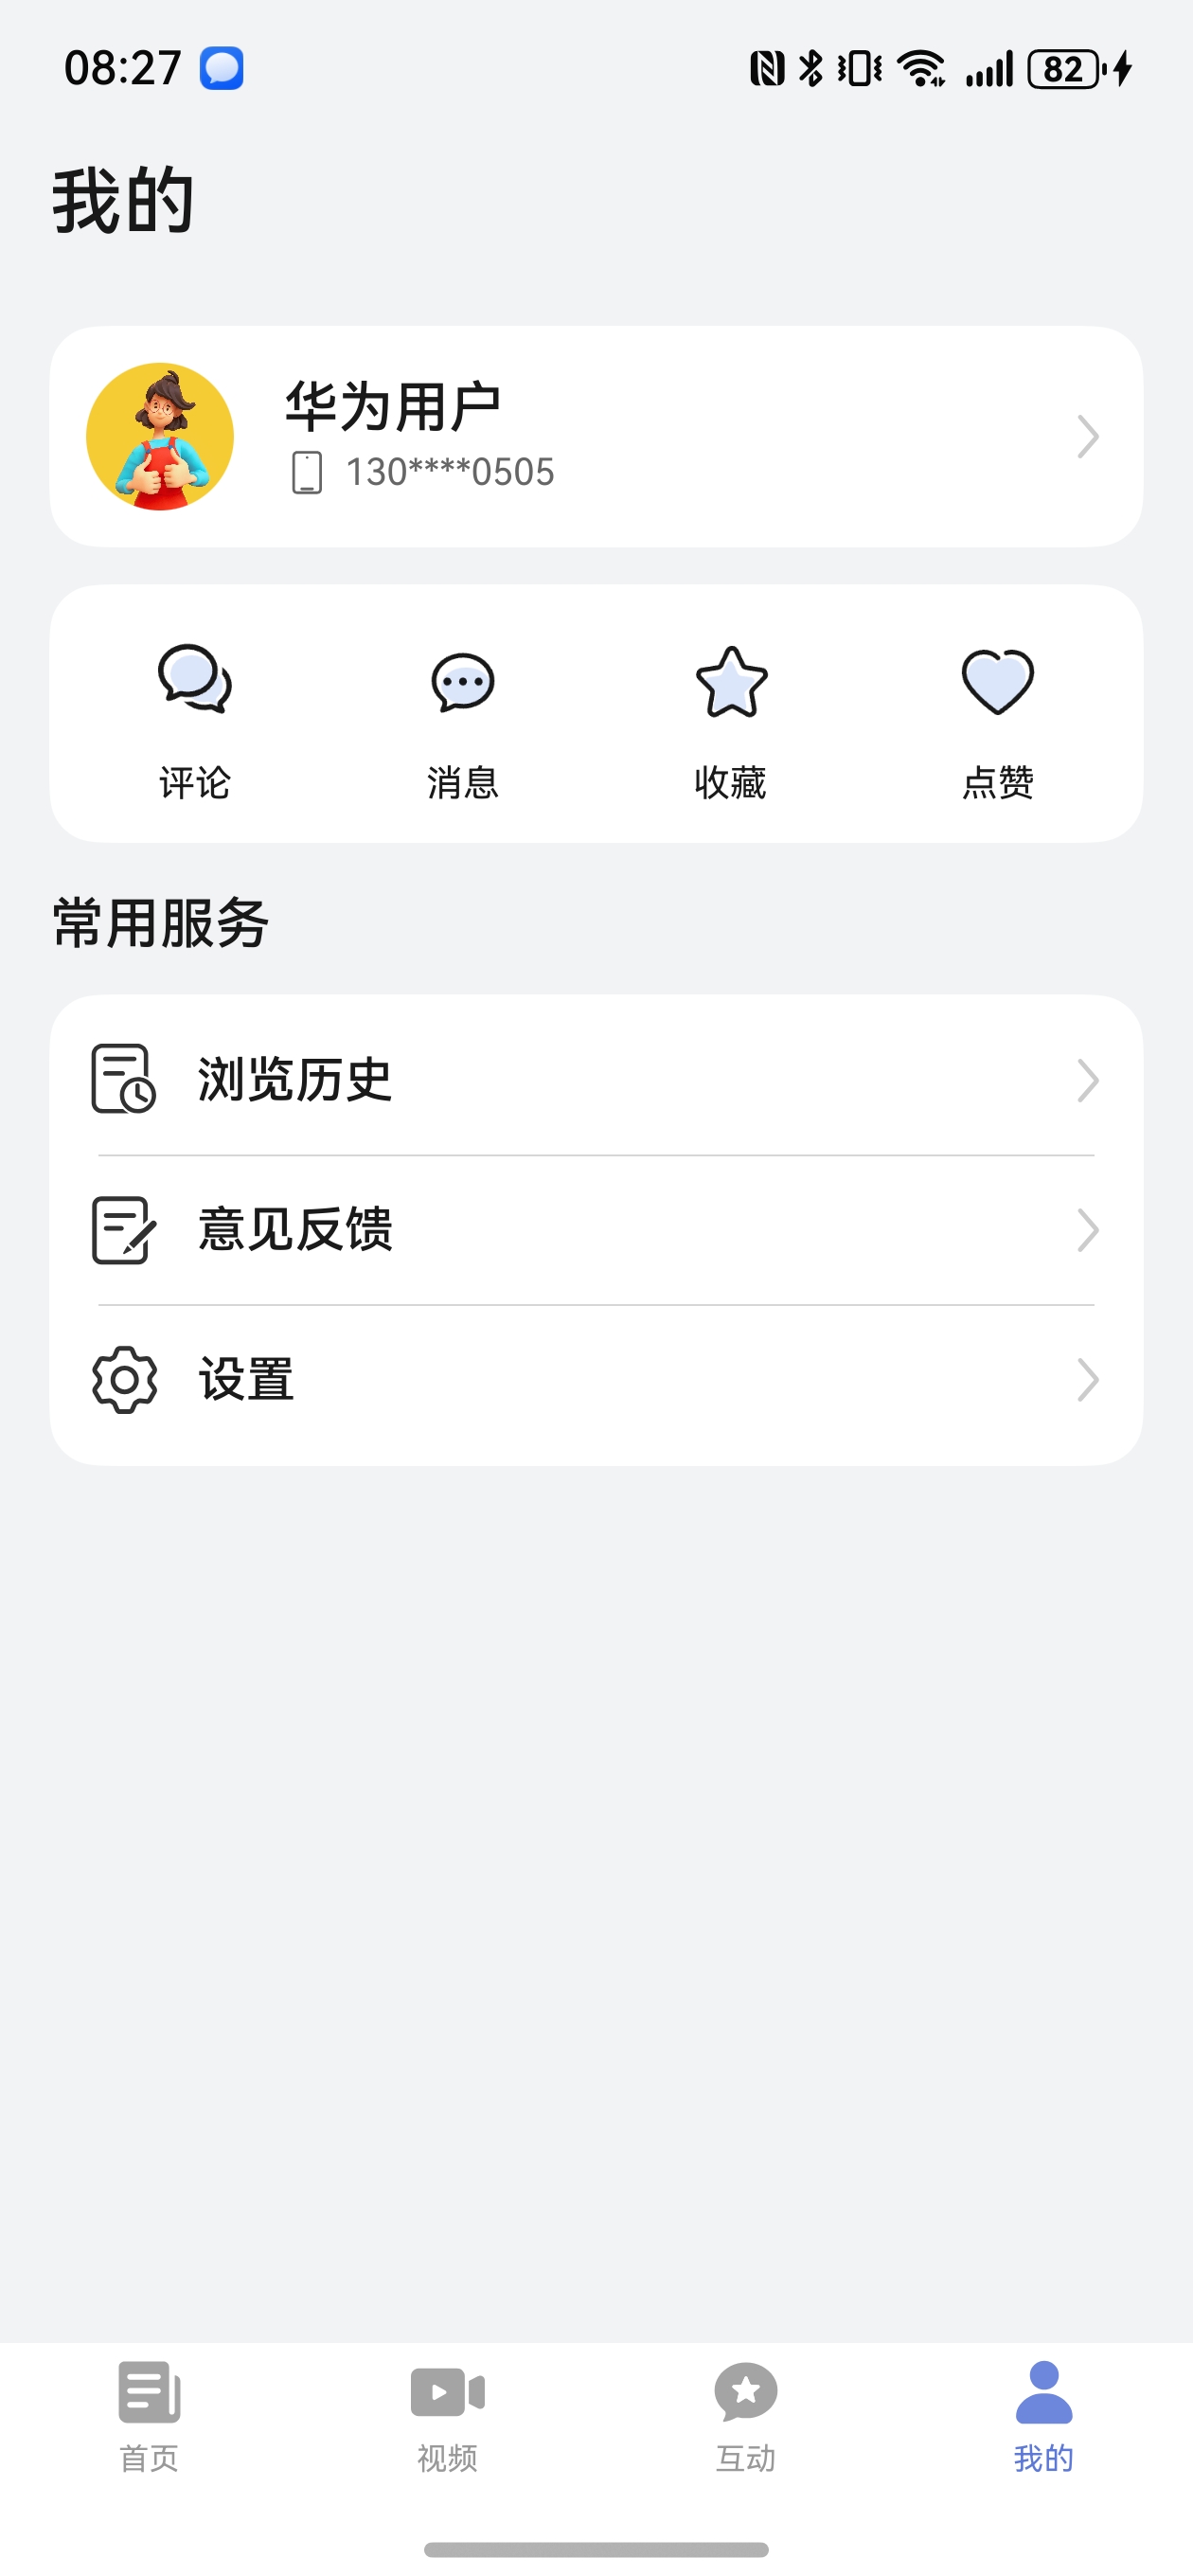 08:27
82
我的
华为用户
130****0505
评论
消息
收藏
点赞
常用服务
浏览历史
意见反馈
设置
首页
视频
互动
我的